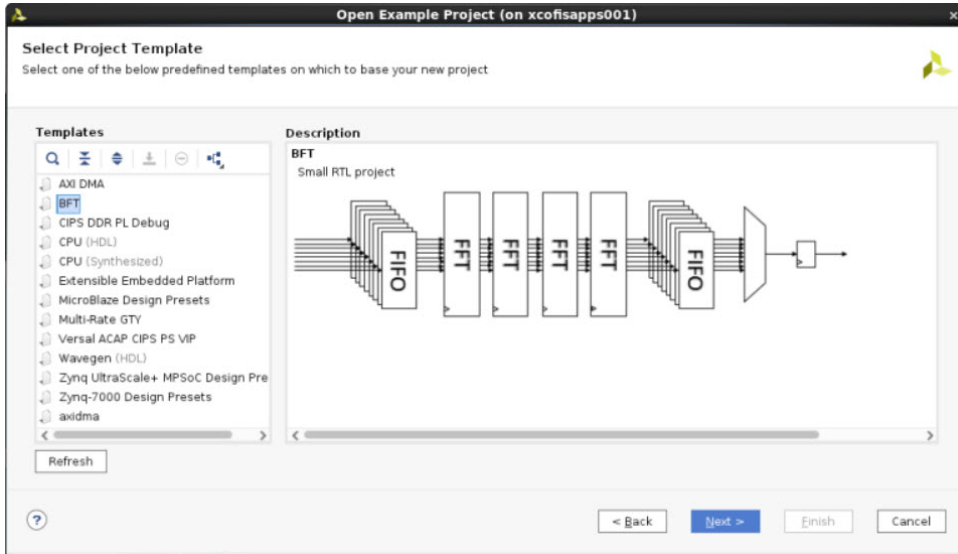 Open Example Project (on xcofisapps001)
Select Project Template
Select one of the below predefined templates on which to base your new project
Templates
AXI DMA
BFT
CIPS DDR PL Debug
CPU (HDL)
CPU (Synthesized)
Extensible Embedded Platform
MicroBlaze Design Presets
Multi-Rate GTY
Versal ACAP CIPS PS VIP
Wavegen (HDL)
Zynq UltraScale+ MPSoC Design Pre
Zynq-7000 Design Presets
axidma
Refresh
Description
BFT
Small RTL project
FIFO
FFT
FFT
FFT
FFT
FIFO
?
< Back
Next >
Finish
Cancel